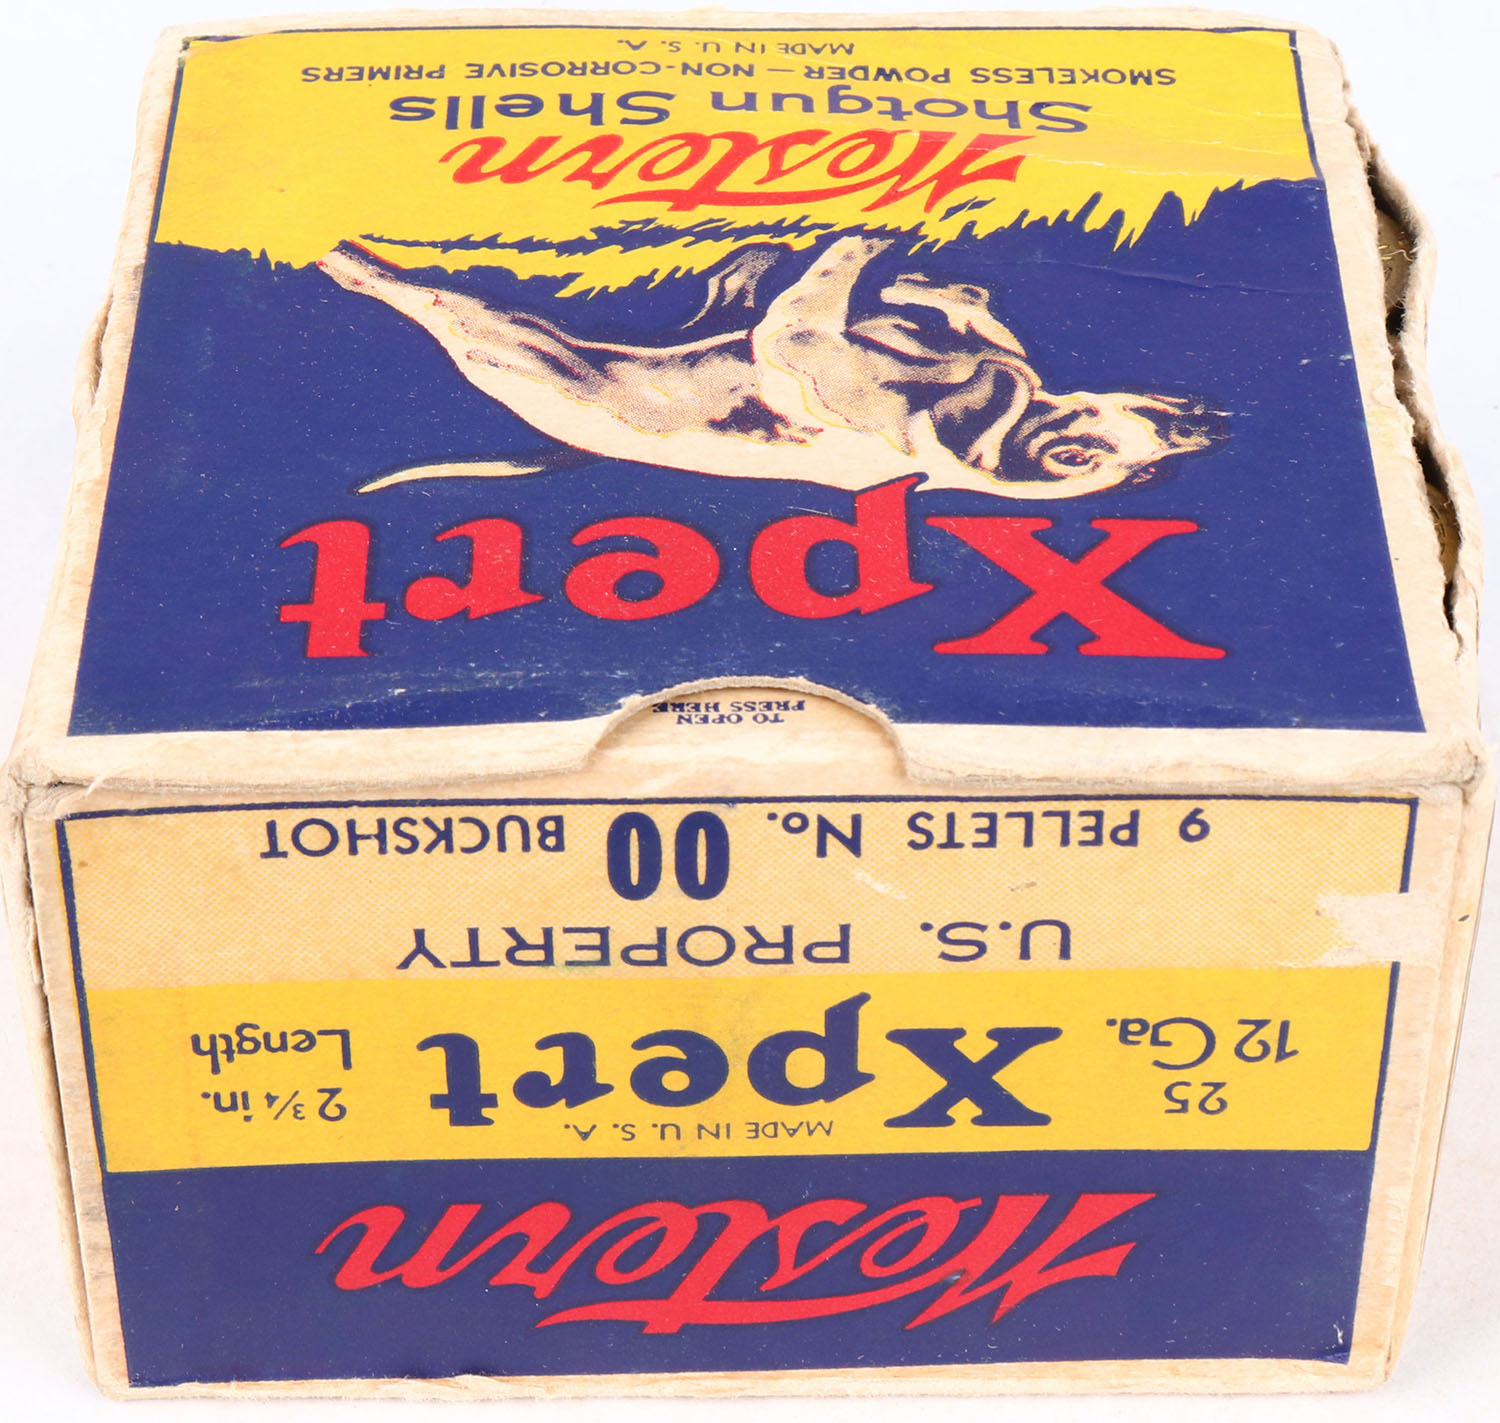 Western
MADE IN U. S. A.
25
12 Ga.
Xpert
2 3/4 in.
Length
U.S. PROPERTY
9 PELLETS No. 00 BUCKSHOT
TO OPEN
PRESS HERE
Xpert
Western
Shotgun Shells
SMOKELESS POWDER – NON-CORROSIVE PRIMERS
MADE IN U. S. A.